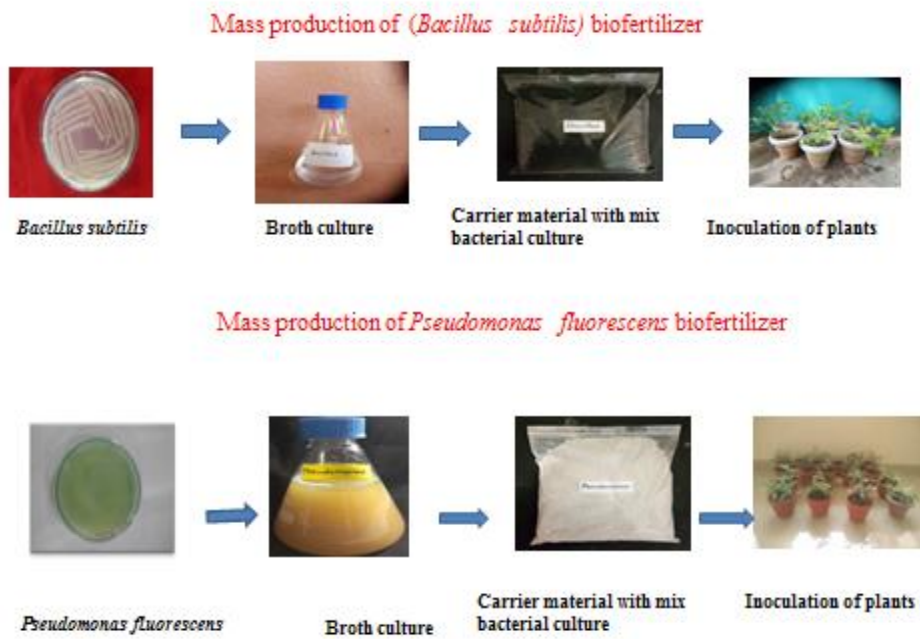 Mass production of (Bacillus subtilis) biofertilizer
Bacillus subtilis
Broth culture
Carrier material with mix
bacterial culture
Inoculation of plants
Mass production of Pseudomonas fluorescens biofertilizer
Pseudomonas fluorescens
Broth culture
Carrier material with mix
bacterial culture
Inoculation of plants